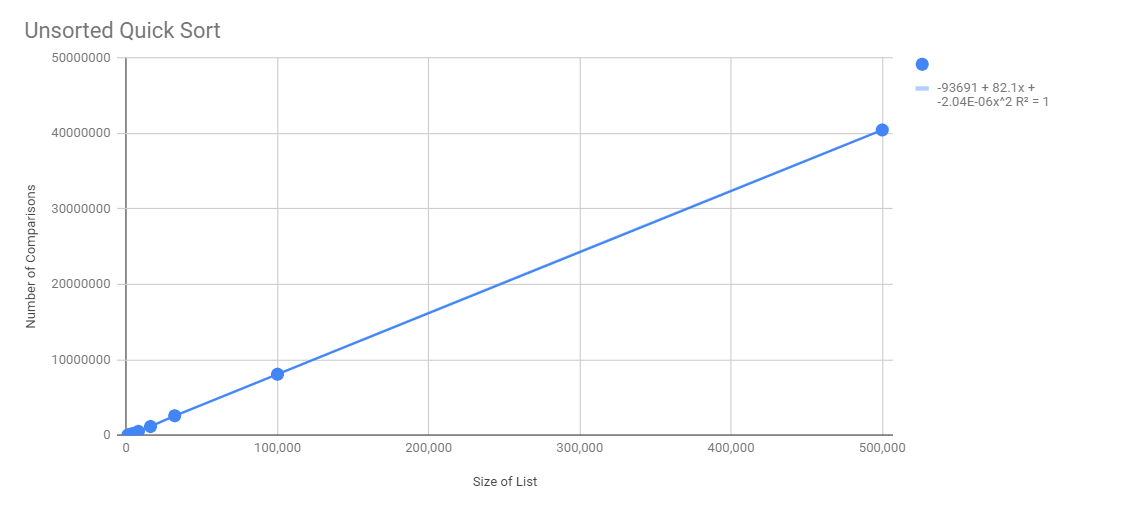 Unsorted Quick Sort
50000000
40000000
30000000
20000000
10000000
0
Number of Comparisons
0 100,000 200,000 300,000 400,000 500,000
Size of List
-93691 + 82.1x +
-2.04E-06x^2 R² = 1